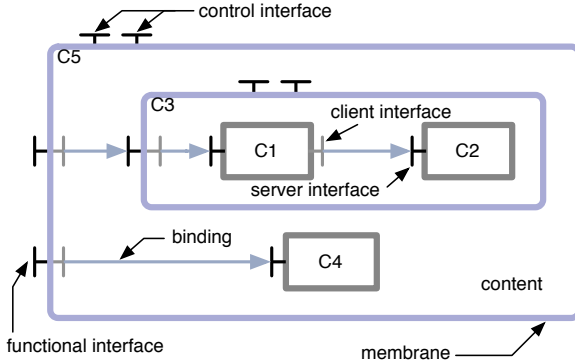 control interface
C5
C3
client interface
C1
C2
server interface
binding
C4
content
functional interface
membrane